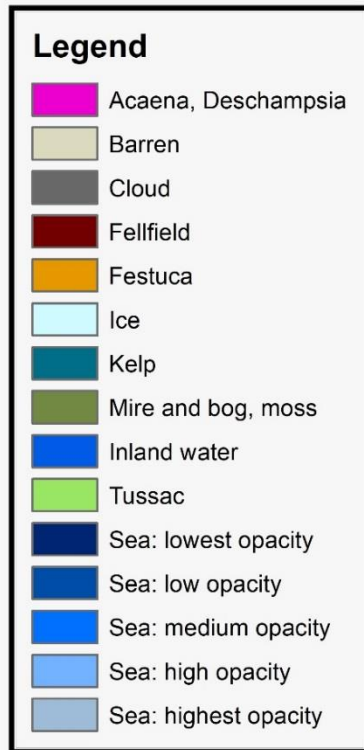 Legend
Acaena, Deschampsia
Barren
Cloud
Fellfield
Festuca
Ice
Kelp
Mire and bog, moss
Inland water
Tussac
Sea: lowest opacity
Sea: low opacity
Sea: medium opacity
Sea: high opacity
Sea: highest opacity